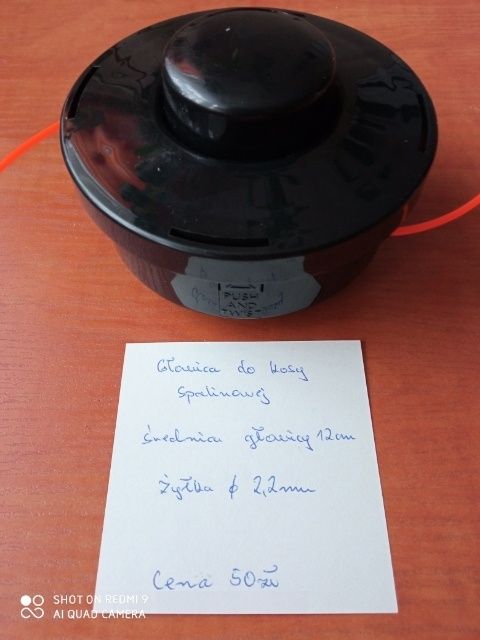 PUSH
AND
TWIST
Głowica do kosy
spalinowej
średnica głowicy 12cm
Żyłka ϕ 2,2mm
Cena 50zł
SHOT ON REDMI 9
AI QUAD CAMERA